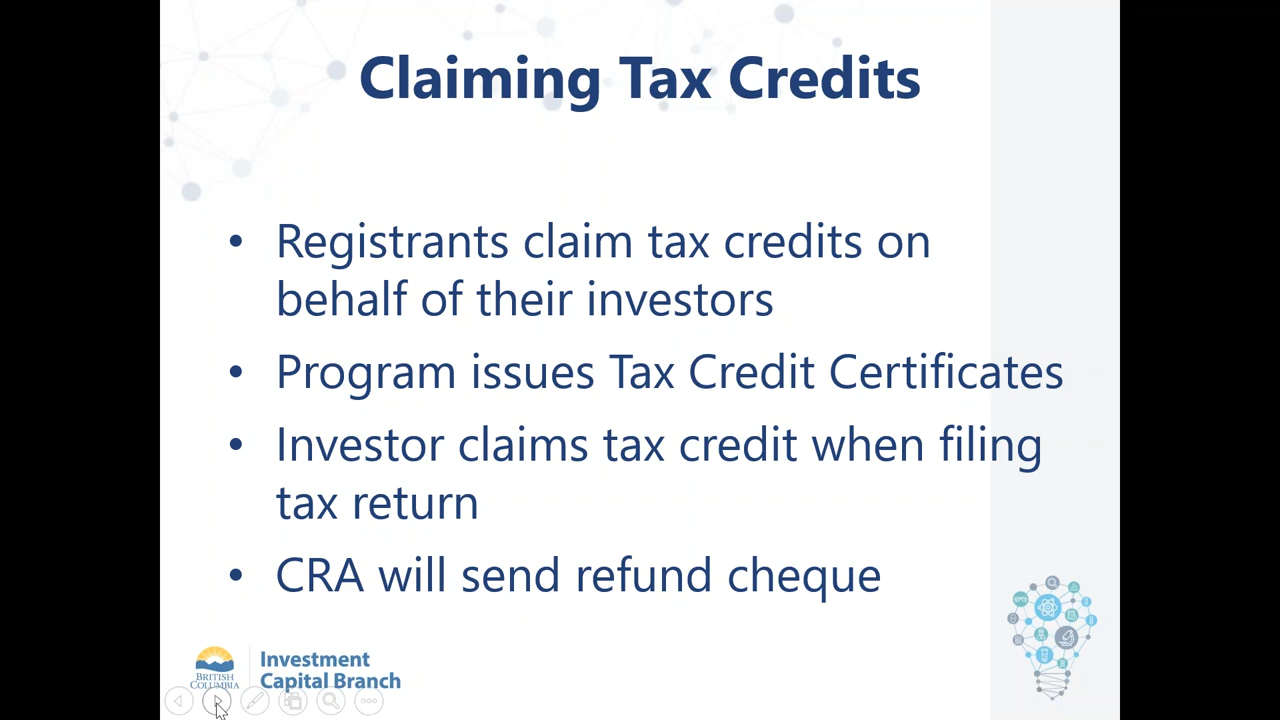 Claiming Tax Credits
• Registrants claim tax credits on
behalf of their investors
• Program issues Tax Credit Certificates
• Investor claims tax credit when filing
tax return
• CRA will send refund cheque
BRITISH
COLUMBIA
Investment
Capital Branch